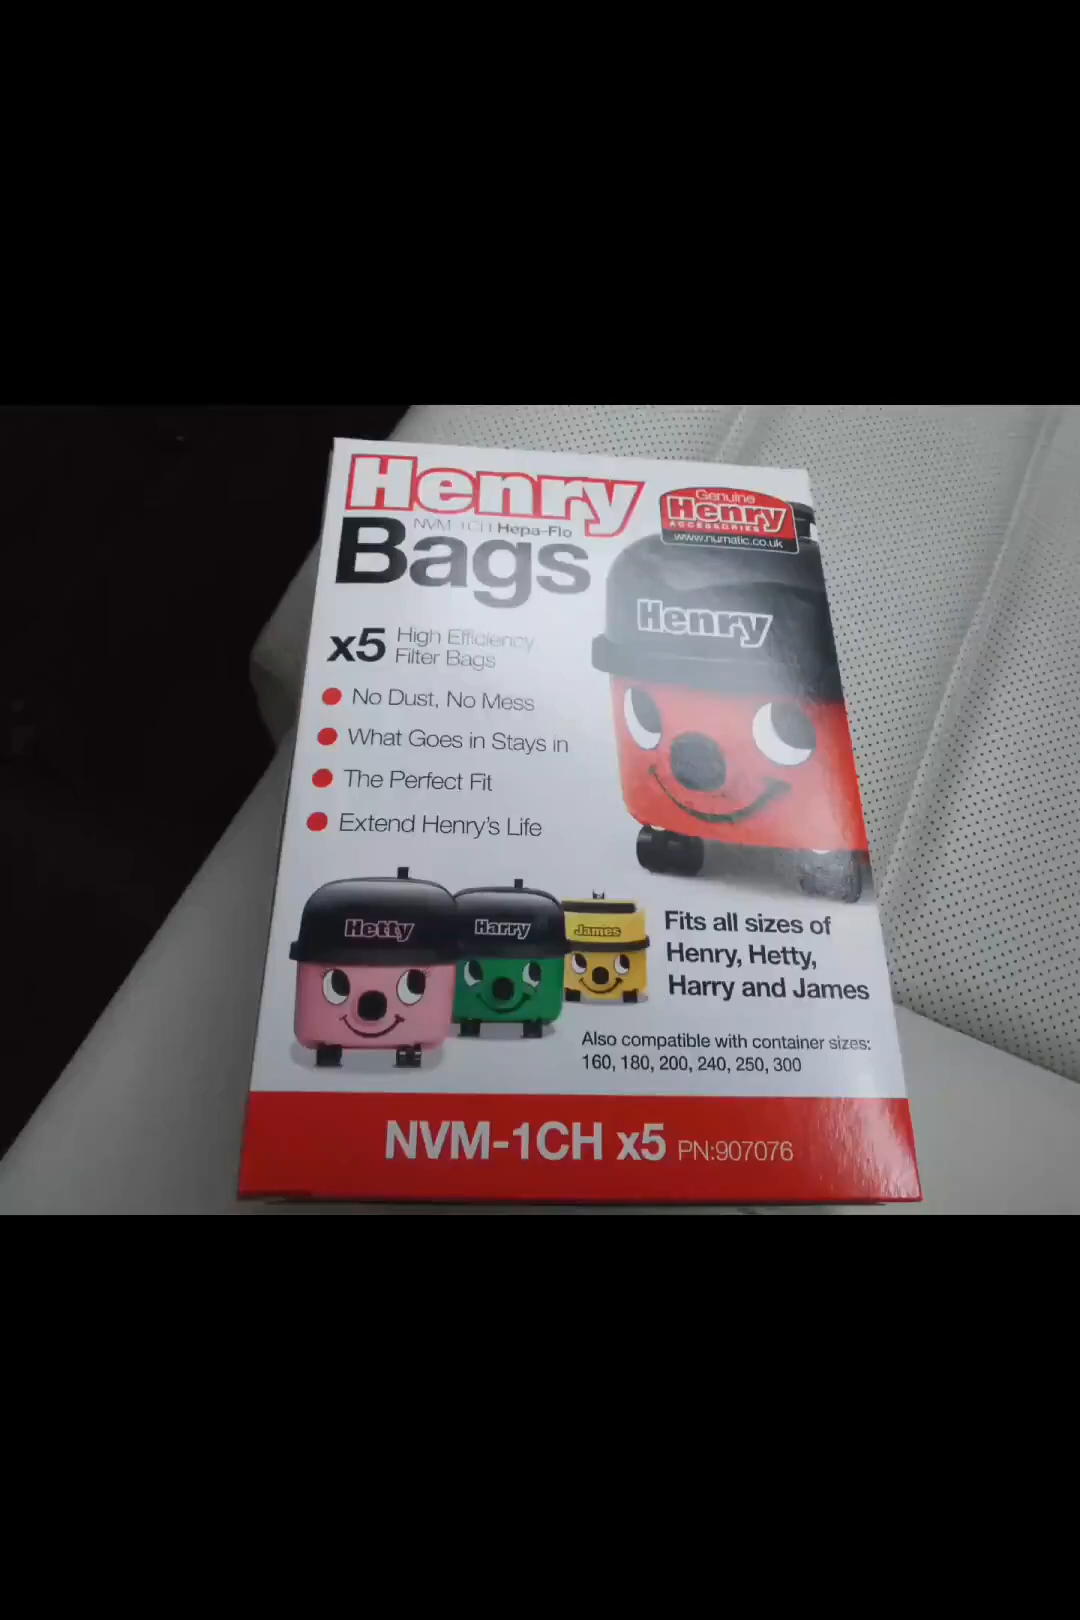 Henry
NVM-1CH Hepa-Flo
Bags
Genuine
Henry
ACCESSORIES
www.numatic.co.uk
Henry
x5 High Efficiency
Filter Bags
No Dust, No Mess
What Goes in Stays in
The Perfect Fit
Extend Henry's Life
Hetty
Harry
James
Fits all sizes of
Henry, Hetty,
Harry and James
Also compatible with container sizes:
160, 180, 200, 240, 250, 300
NVM-1CH x5 PN:907076